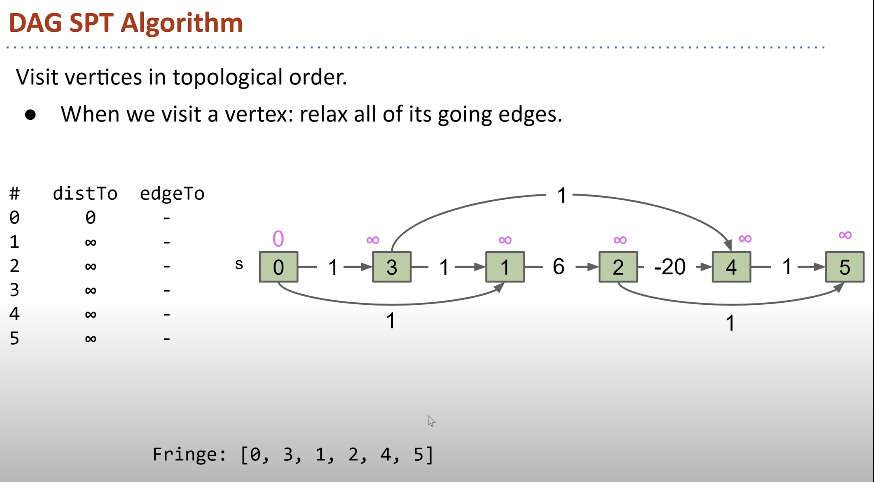 DAG SPT Algorithm
Visit vertices in topological order.
● When we visit a vertex: relax all of its going edges.
# distTo edgeTo
0 0 -
1 ∞ -
2 ∞ -
3 ∞ -
4 ∞ -
5 ∞ -
1
0 ∞ ∞ ∞ ∞ ∞
s 0 1 3 1 1 6 2 -20 4 1 5
1 1
Fringe: [0, 3, 1, 2, 4, 5]